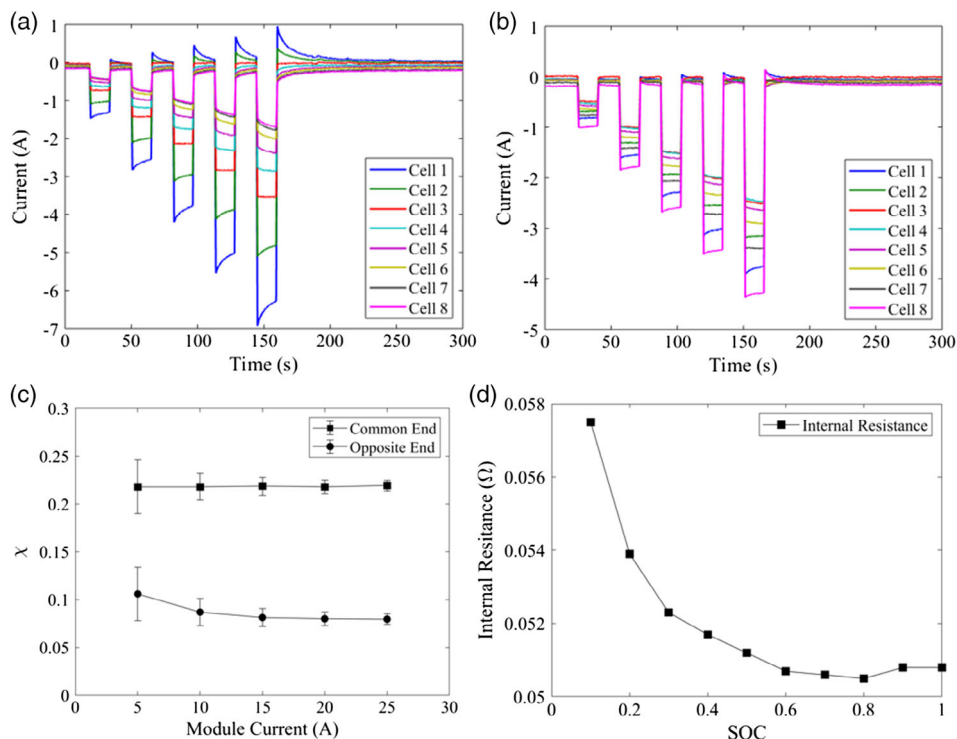 (a)
1
0
-1
-2
-3
-4
-5
-6
-7
Current (A)
0 50 100 150 200 250 300
Time (s)
Cell 1
Cell 2
Cell 3
Cell 4
Cell 5
Cell 6
Cell 7
Cell 8
(b)
1
0
-1
-2
-3
-4
-5
Current (A)
0 50 100 150 200 250 300
Time (s)
Cell 1
Cell 2
Cell 3
Cell 4
Cell 5
Cell 6
Cell 7
Cell 8
(c)
0.3
0.25
0.2
0.15
0.1
0.05
0
χ
0 5 10 15 20 25 30
Module Current (A)
Common End
Opposite End
(d)
0.058
0.056
0.054
0.052
0.05
Internal Resitance (Ω)
0 0.2 0.4 0.6 0.8 1
SOC
Internal Resistance